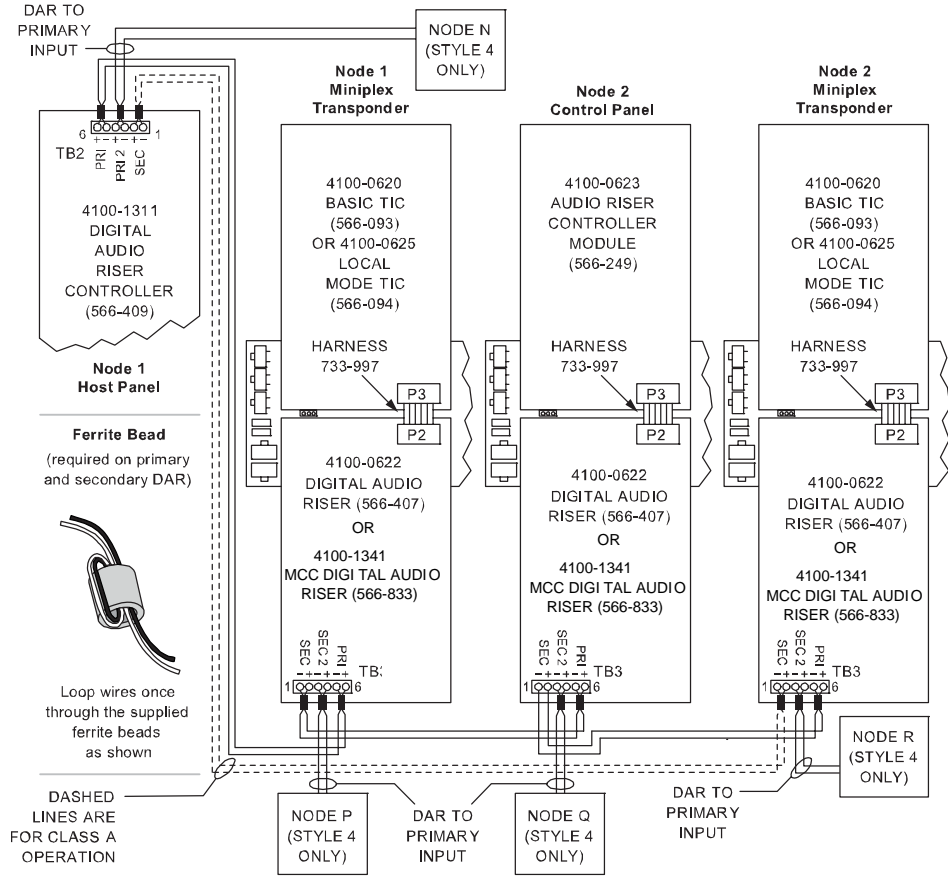 DAR TO
PRIMARY
INPUT
NODE N
(STYLE 4
ONLY)
6
1
TB2
+ - + - + -
PRI
PRI 2
SEC
4100-1311
DIGITAL
AUDIO
RISER
CONTROLLER
(566-409)
Node 1
Host Panel
Ferrite Bead
(required on primary
and secondary DAR)
Loop wires once
through the supplied
ferrite beads
as shown
DASHED
LINES ARE
FOR CLASS A
OPERATION
Node 1
Miniplex
Transponder
4100-0620
BASIC TIC
(566-093)
OR 4100-0625
LOCAL
MODE TIC
(566-094)
HARNESS
733-997
P3
P2
4100-0622
DIGITAL AUDIO
RISER (566-407)
OR
4100-1341
MCC DIGI TAL AUDIO
RISER (566-833)
SEC
SEC 2
PRI
- + - + - +
TB3
1
6
NODE P
(STYLE 4
ONLY)
DAR TO
PRIMARY
INPUT
Node 2
Control Panel
4100-0623
AUDIO RISER
CONTROLLER
MODULE
(566-249)
HARNESS
733-997
P3
P2
4100-0622
DIGITAL AUDIO
RISER (566-407)
OR
4100-1341
MCC DIGI TAL AUDIO
RISER (566-833)
SEC
SEC 2
PRI
- + - + - +
TB3
1
6
NODE Q
(STYLE 4
ONLY)
Node 2
Miniplex
Transponder
4100-0620
BASIC TIC
(566-093)
OR 4100-0625
LOCAL
MODE TIC
(566-094)
HARNESS
733-997
P3
P2
4100-0622
DIGITAL AUDIO
RISER (566-407)
OR
4100-1341
MCC DIGI TAL AUDIO
RISER (566-833)
SEC
SEC 2
PRI
- + - + - +
TB3
1
6
DAR TO
PRIMARY
INPUT
NODE R
(STYLE 4
ONLY)